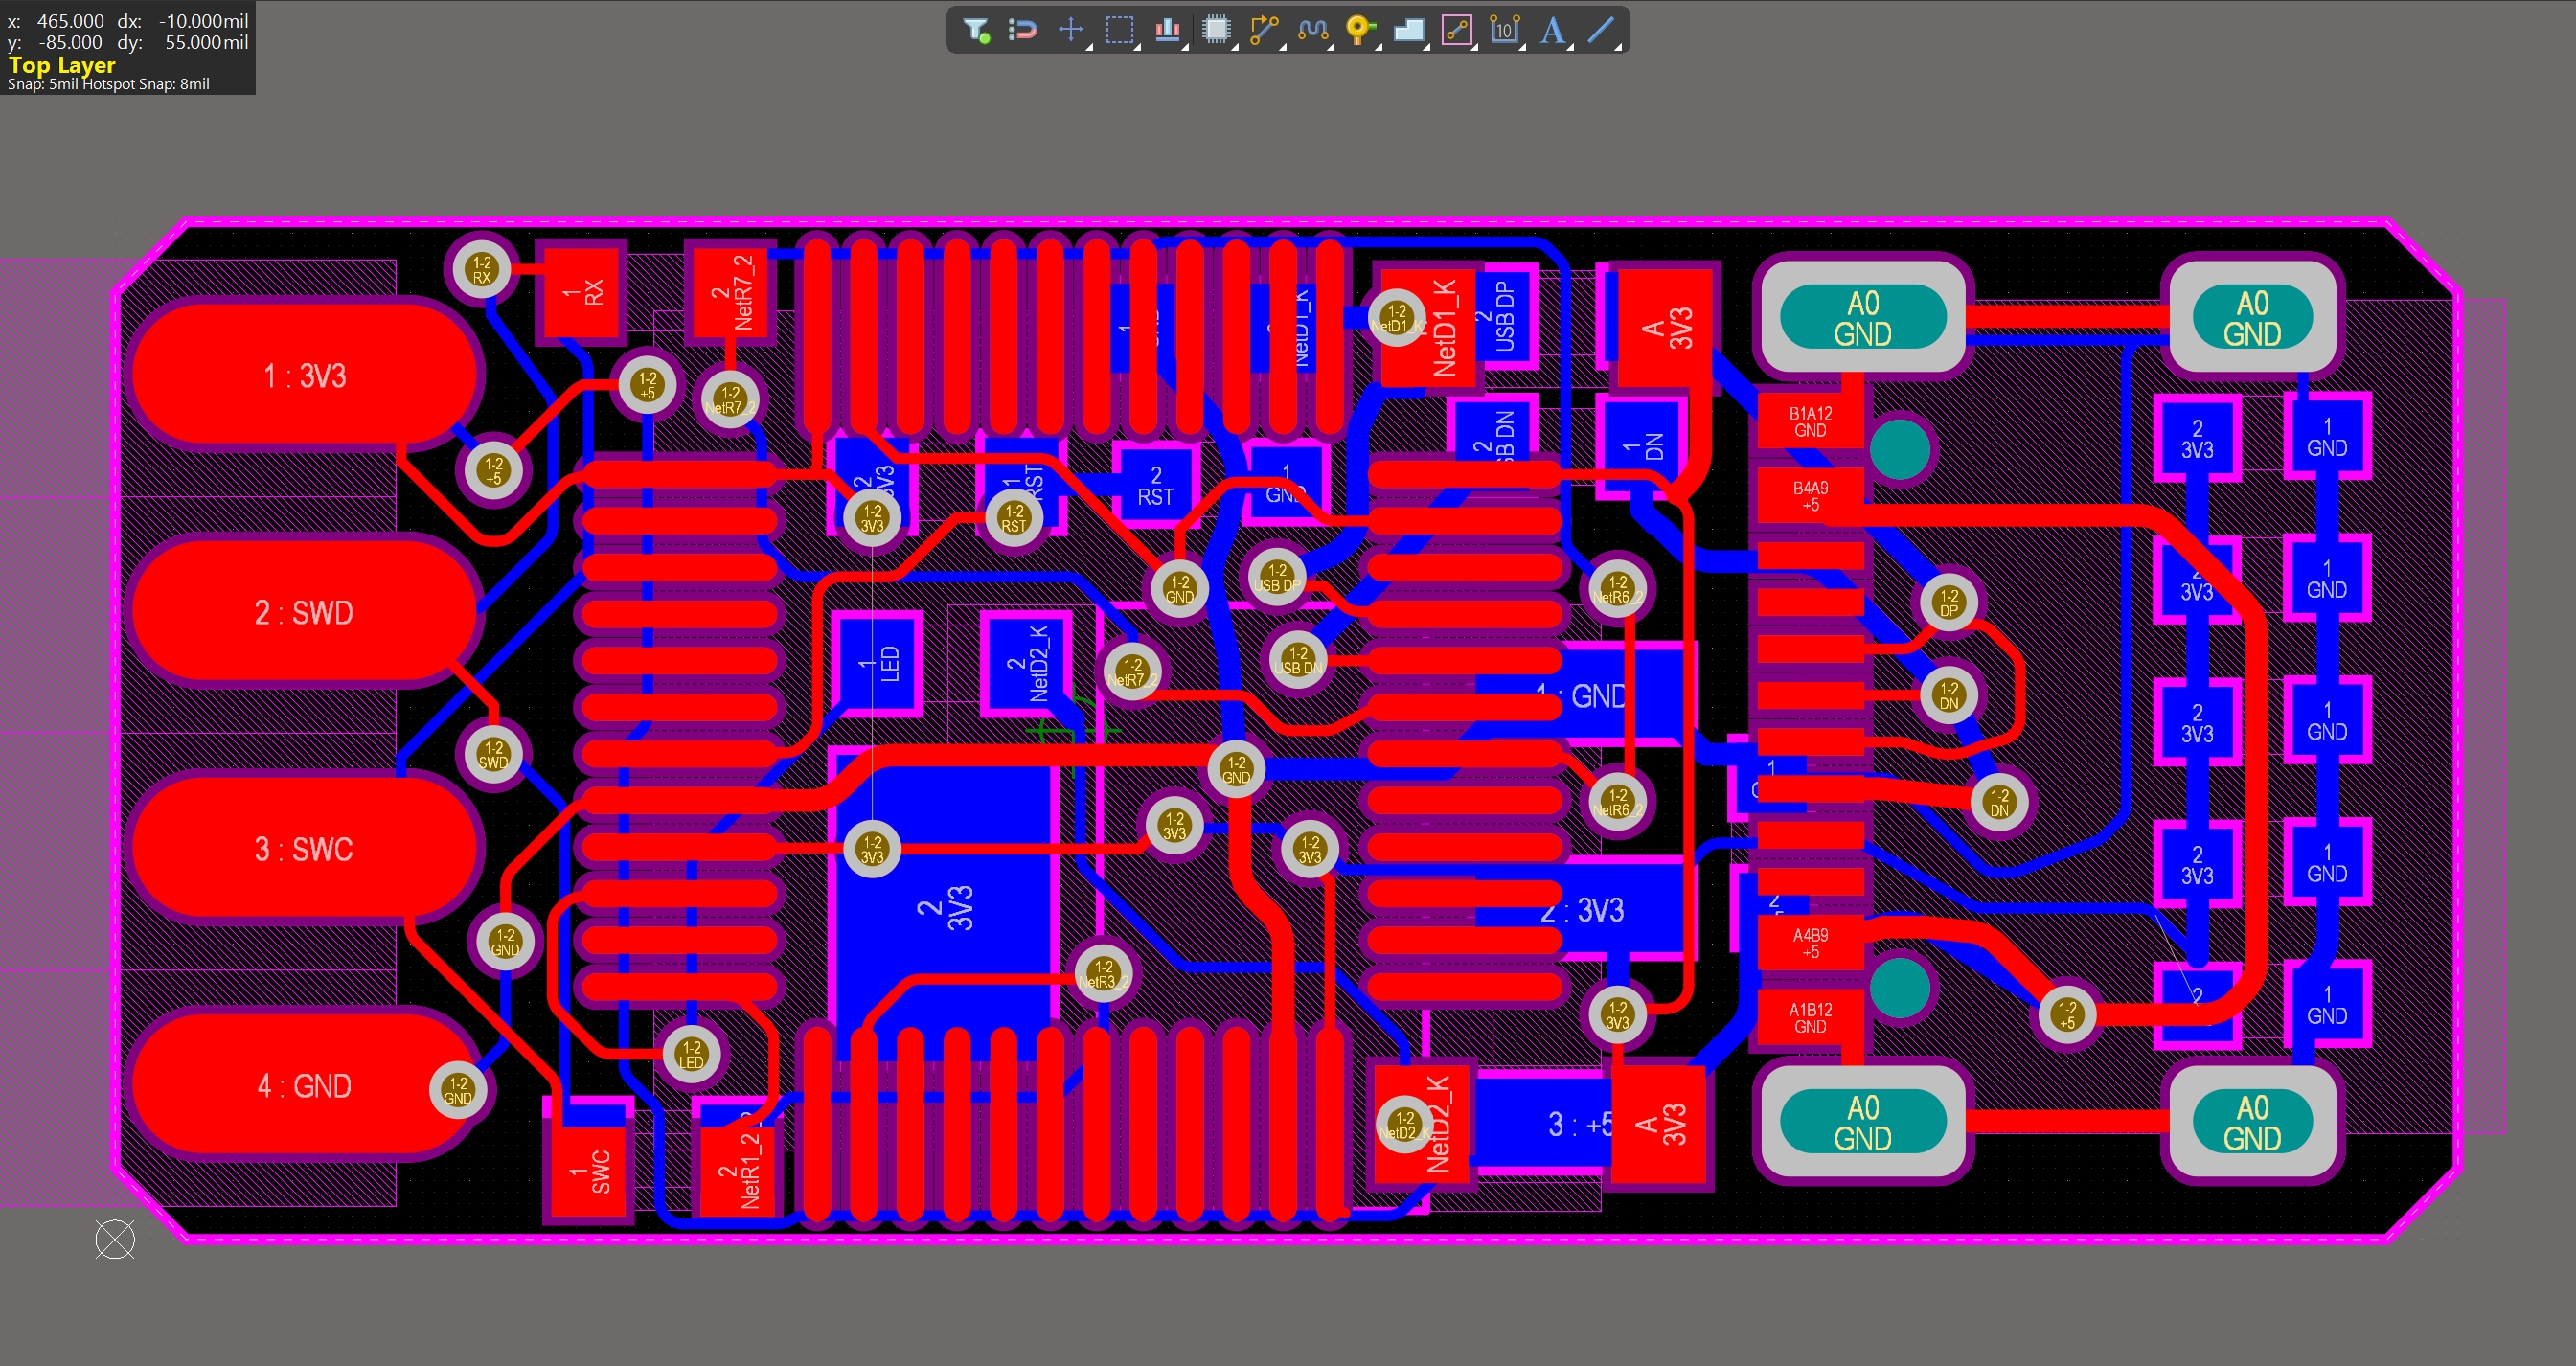 x: 465.000 dx: -10.000mil
y: -85.000 dy: 55.000mil
Top Layer
Snap: 5mil Hotspot Snap: 8mil
10
A
1-2
RX
1
RX
2
NetR7_2
1-2
+5
1-2
NetR7_2
1-2
+5
1 : 3V3
2 : SWD
3 : SWC
4 : GND
1-2
SWD
1-2
GND
1-2
GND
1-2
LED
1
SWC
2
NetR1_2
2
3V3
1-2
3V3
1
RST
1-2
RST
2
RST
1
GND
1
NetD1_K
1-2
NetD1_K
NetD1_K
2
USB DP
A
3V3
2
1
DN
1-2
GND
1-2
USB DP
1-2
USB DN
1-2
NetR6_2
1
LED
2
NetD2_K
1-2
NetR7_2
1 : GND
1-2
GND
1-2
3V3
1-2
3V3
1-2
3V3
1-2
NetR6_2
2
3V3
2 : 3V3
1-2
NetR3_2
1-2
3V3
1-2
NetD2_K
NetD2_K
3 : +5
A
3V3
A0
GND
A0
GND
B1A12
GND
B4A9
+5
1-2
DP
1-2
DN
1
1-2
DN
2
A4B9
+5
A1B12
GND
1-2
+5
A0
GND
A0
GND
2
3V3
1
GND
2
3V3
1
GND
2
3V3
1
GND
2
3V3
1
GND
2
1
GND